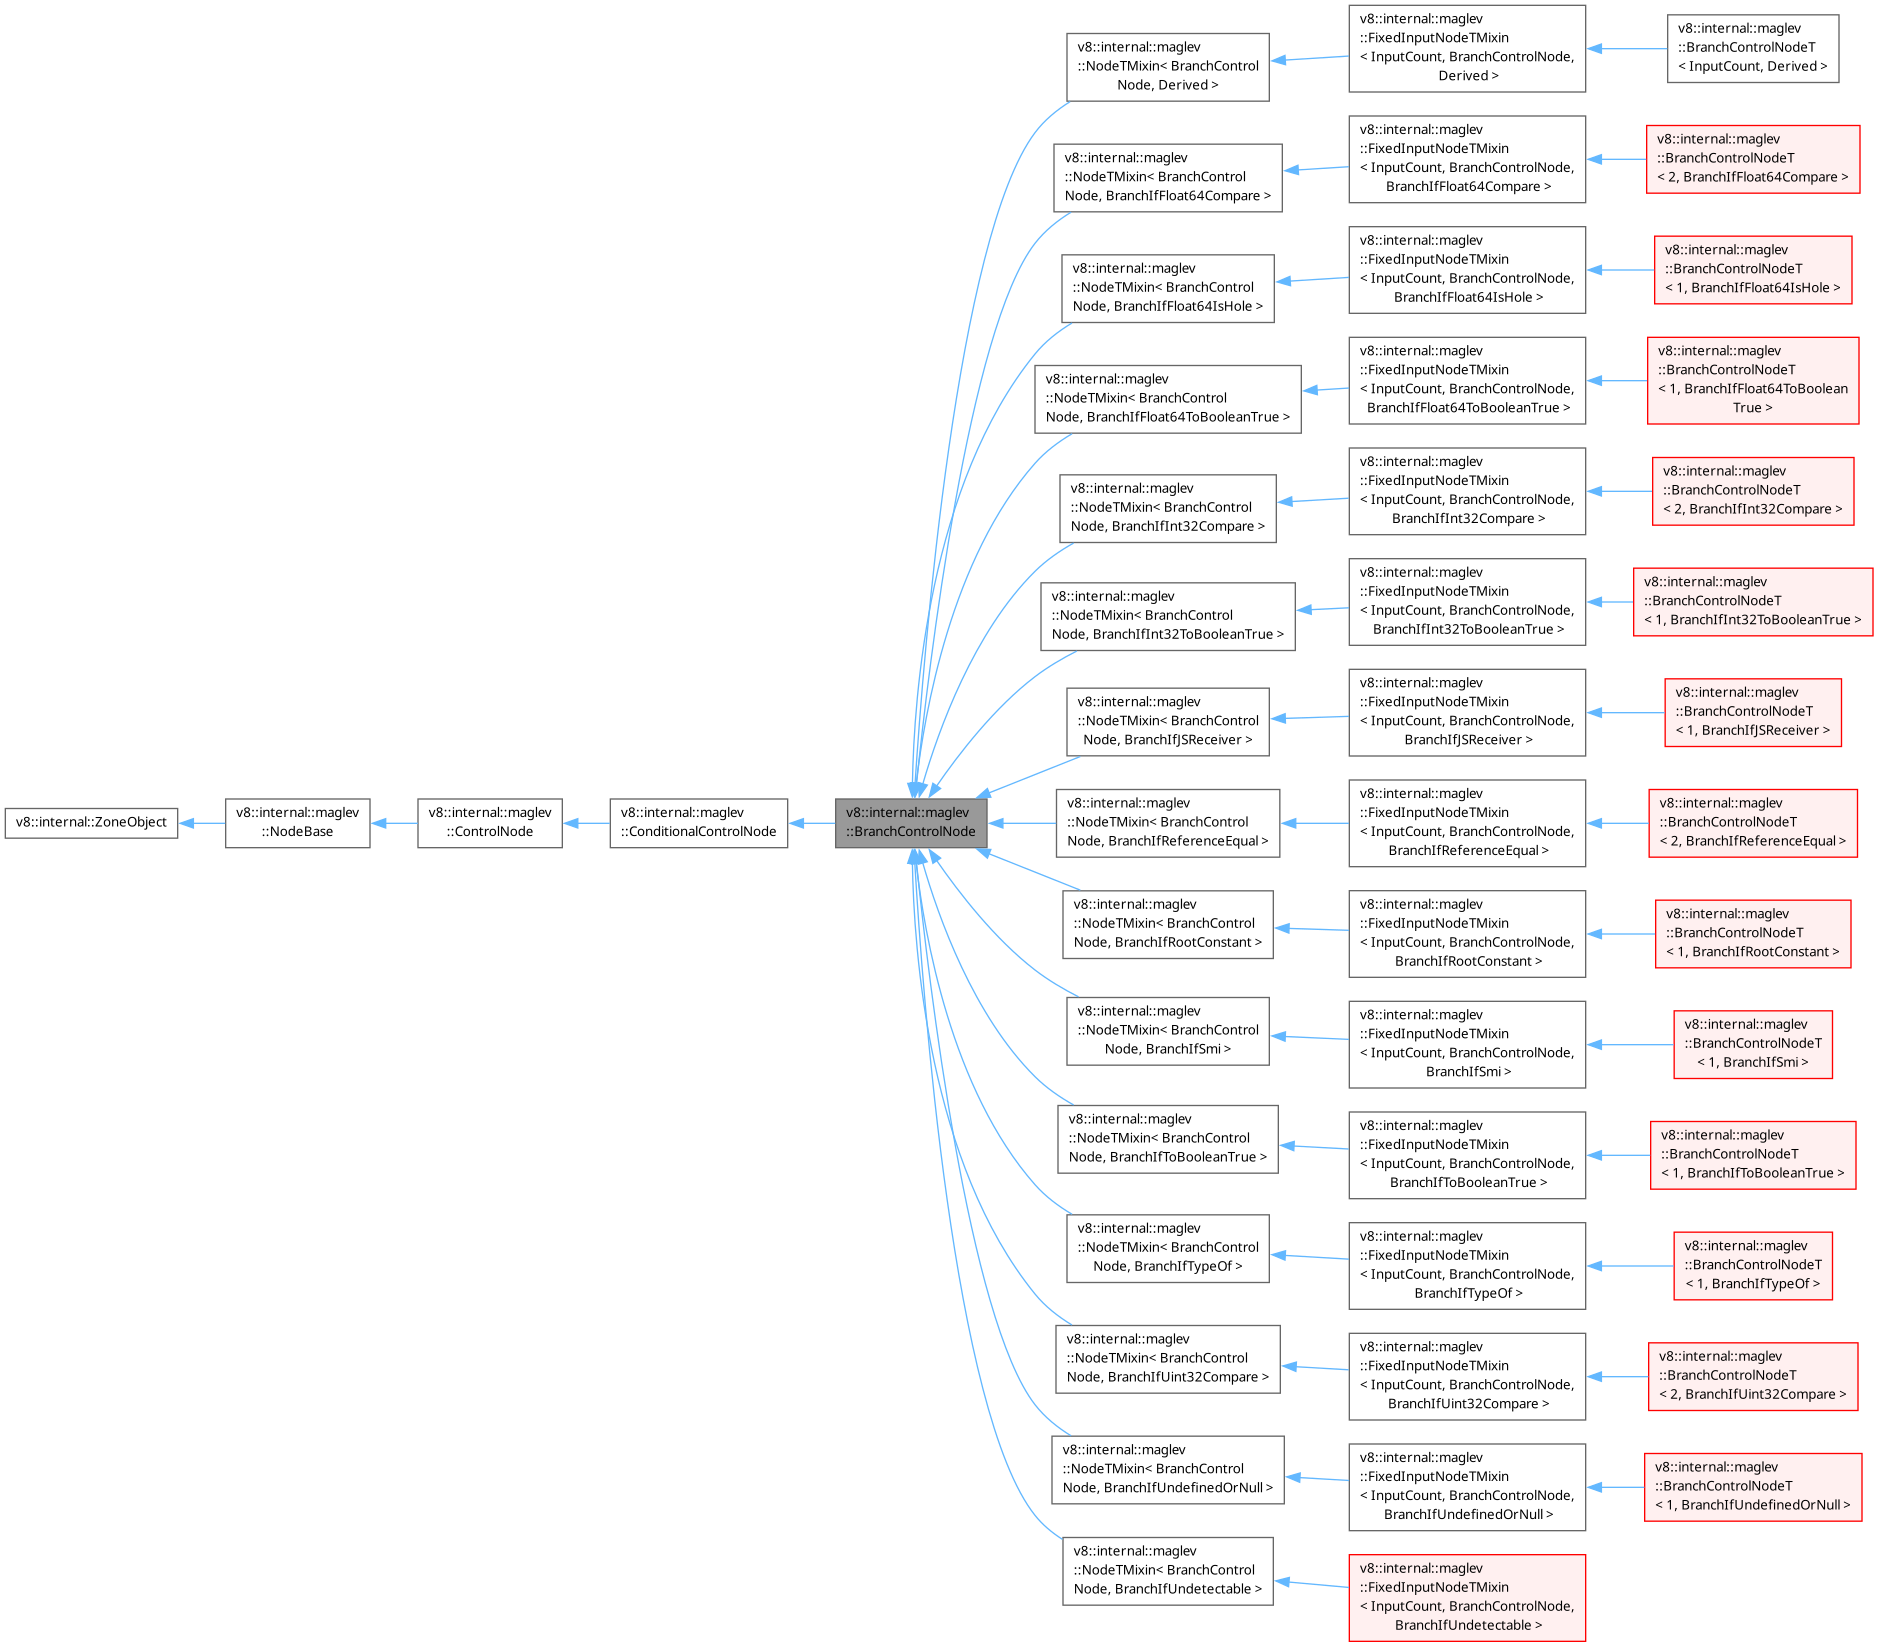 v8::internal::ZoneObject
v8::internal::maglev
::NodeBase
v8::internal::maglev
::ControlNode
v8::internal::maglev
::ConditionalControlNode
v8::internal::maglev
::BranchControlNode
v8::internal::maglev
::NodeTMixin< BranchControl
Node, Derived >
v8::internal::maglev
::FixedInputNodeTMixin
< InputCount, BranchControlNode,
Derived >
v8::internal::maglev
::BranchControlNodeT
< InputCount, Derived >
v8::internal::maglev
::NodeTMixin< BranchControl
Node, BranchIfFloat64Compare >
v8::internal::maglev
::FixedInputNodeTMixin
< InputCount, BranchControlNode,
BranchIfFloat64Compare >
v8::internal::maglev
::BranchControlNodeT
< 2, BranchIfFloat64Compare >
v8::internal::maglev
::NodeTMixin< BranchControl
Node, BranchIfFloat64IsHole >
v8::internal::maglev
::FixedInputNodeTMixin
< InputCount, BranchControlNode,
BranchIfFloat64IsHole >
v8::internal::maglev
::BranchControlNodeT
< 1, BranchIfFloat64IsHole >
v8::internal::maglev
::NodeTMixin< BranchControl
Node, BranchIfFloat64ToBooleanTrue >
v8::internal::maglev
::FixedInputNodeTMixin
< InputCount, BranchControlNode,
BranchIfFloat64ToBooleanTrue >
v8::internal::maglev
::BranchControlNodeT
< 1, BranchIfFloat64ToBoolean
True >
v8::internal::maglev
::NodeTMixin< BranchControl
Node, BranchIfInt32Compare >
v8::internal::maglev
::FixedInputNodeTMixin
< InputCount, BranchControlNode,
BranchIfInt32Compare >
v8::internal::maglev
::BranchControlNodeT
< 2, BranchIfInt32Compare >
v8::internal::maglev
::NodeTMixin< BranchControl
Node, BranchIfInt32ToBooleanTrue >
v8::internal::maglev
::FixedInputNodeTMixin
< InputCount, BranchControlNode,
BranchIfInt32ToBooleanTrue >
v8::internal::maglev
::BranchControlNodeT
< 1, BranchIfInt32ToBooleanTrue >
v8::internal::maglev
::NodeTMixin< BranchControl
Node, BranchIfJSReceiver >
v8::internal::maglev
::FixedInputNodeTMixin
< InputCount, BranchControlNode,
BranchIfJSReceiver >
v8::internal::maglev
::BranchControlNodeT
< 1, BranchIfJSReceiver >
v8::internal::maglev
::NodeTMixin< BranchControl
Node, BranchIfReferenceEqual >
v8::internal::maglev
::FixedInputNodeTMixin
< InputCount, BranchControlNode,
BranchIfReferenceEqual >
v8::internal::maglev
::BranchControlNodeT
< 2, BranchIfReferenceEqual >
v8::internal::maglev
::NodeTMixin< BranchControl
Node, BranchIfRootConstant >
v8::internal::maglev
::FixedInputNodeTMixin
< InputCount, BranchControlNode,
BranchIfRootConstant >
v8::internal::maglev
::BranchControlNodeT
< 1, BranchIfRootConstant >
v8::internal::maglev
::NodeTMixin< BranchControl
Node, BranchIfSmi >
v8::internal::maglev
::FixedInputNodeTMixin
< InputCount, BranchControlNode,
BranchIfSmi >
v8::internal::maglev
::BranchControlNodeT
< 1, BranchIfSmi >
v8::internal::maglev
::NodeTMixin< BranchControl
Node, BranchIfToBooleanTrue >
v8::internal::maglev
::FixedInputNodeTMixin
< InputCount, BranchControlNode,
BranchIfToBooleanTrue >
v8::internal::maglev
::BranchControlNodeT
< 1, BranchIfToBooleanTrue >
v8::internal::maglev
::NodeTMixin< BranchControl
Node, BranchIfTypeOf >
v8::internal::maglev
::FixedInputNodeTMixin
< InputCount, BranchControlNode,
BranchIfTypeOf >
v8::internal::maglev
::BranchControlNodeT
< 1, BranchIfTypeOf >
v8::internal::maglev
::NodeTMixin< BranchControl
Node, BranchIfUint32Compare >
v8::internal::maglev
::FixedInputNodeTMixin
< InputCount, BranchControlNode,
BranchIfUint32Compare >
v8::internal::maglev
::BranchControlNodeT
< 2, BranchIfUint32Compare >
v8::internal::maglev
::NodeTMixin< BranchControl
Node, BranchIfUndefinedOrNull >
v8::internal::maglev
::FixedInputNodeTMixin
< InputCount, BranchControlNode,
BranchIfUndefinedOrNull >
v8::internal::maglev
::BranchControlNodeT
< 1, BranchIfUndefinedOrNull >
v8::internal::maglev
::NodeTMixin< BranchControl
Node, BranchIfUndetectable >
v8::internal::maglev
::FixedInputNodeTMixin
< InputCount, BranchControlNode,
BranchIfUndetectable >